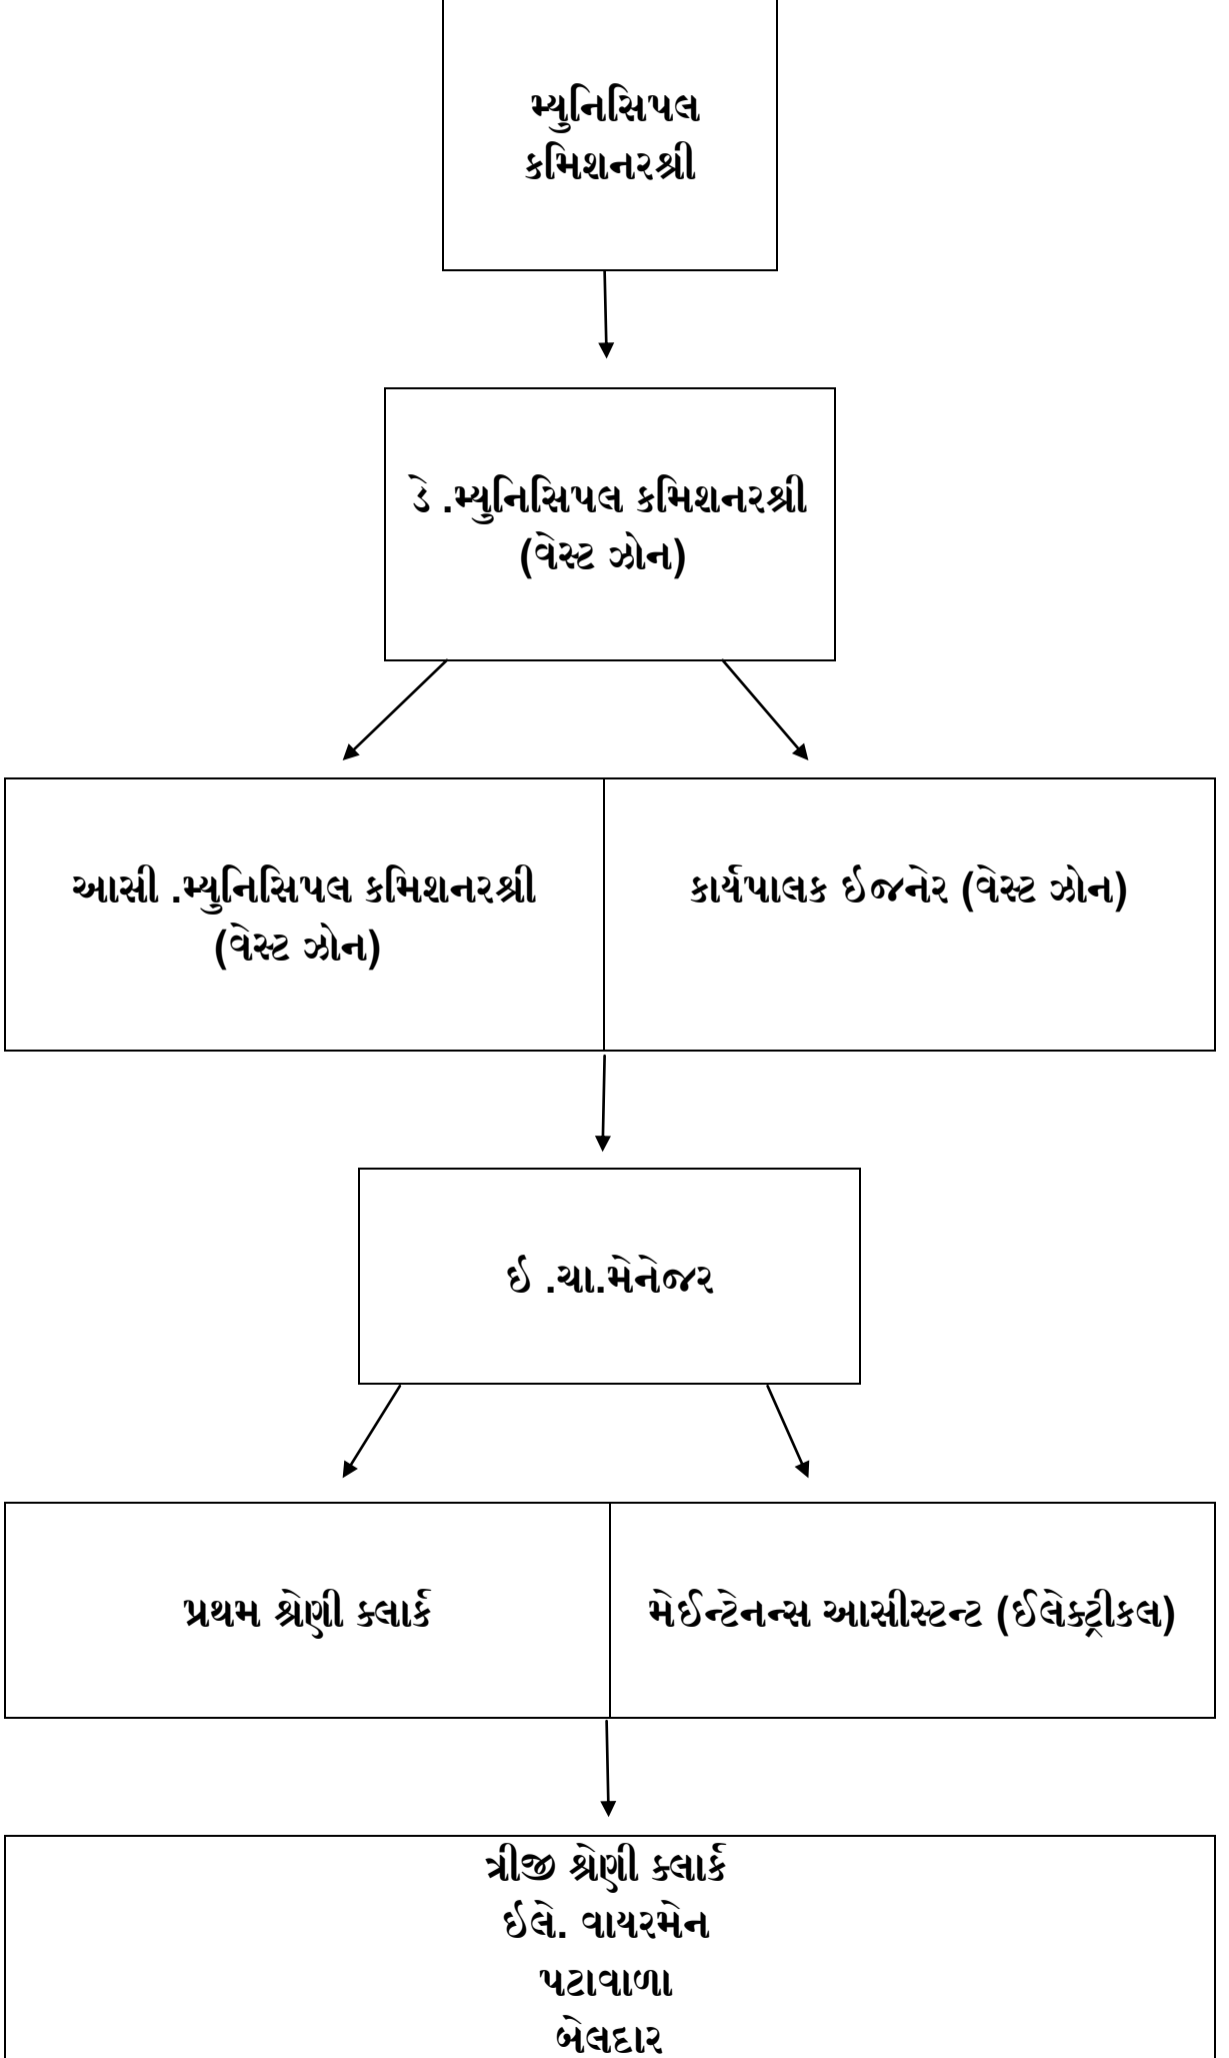 મ્યુનિસિપલ
કમિશનરશ્રી
ડે .મ્યુનિસિપલ કમિશનરશ્રી
(વેસ્ટ ઝોન)
આસી .મ્યુનિસિપલ કમિશનરશ્રી
(વેસ્ટ ઝોન)
કાર્યપાલક ઈજનેર (વેસ્ટ ઝોન)
ઈ .ચા.મેનેજર
પ્રથમ શ્રેણી ક્લાર્ક
મેઈન્ટેનન્સ આસીસ્ટન્ટ (ઈલેક્ટ્રીકલ)
ત્રીજી શ્રેણી ક્લાર્ક
ઈલે. વાયરમેન
પટાવાળા
બેલદાર